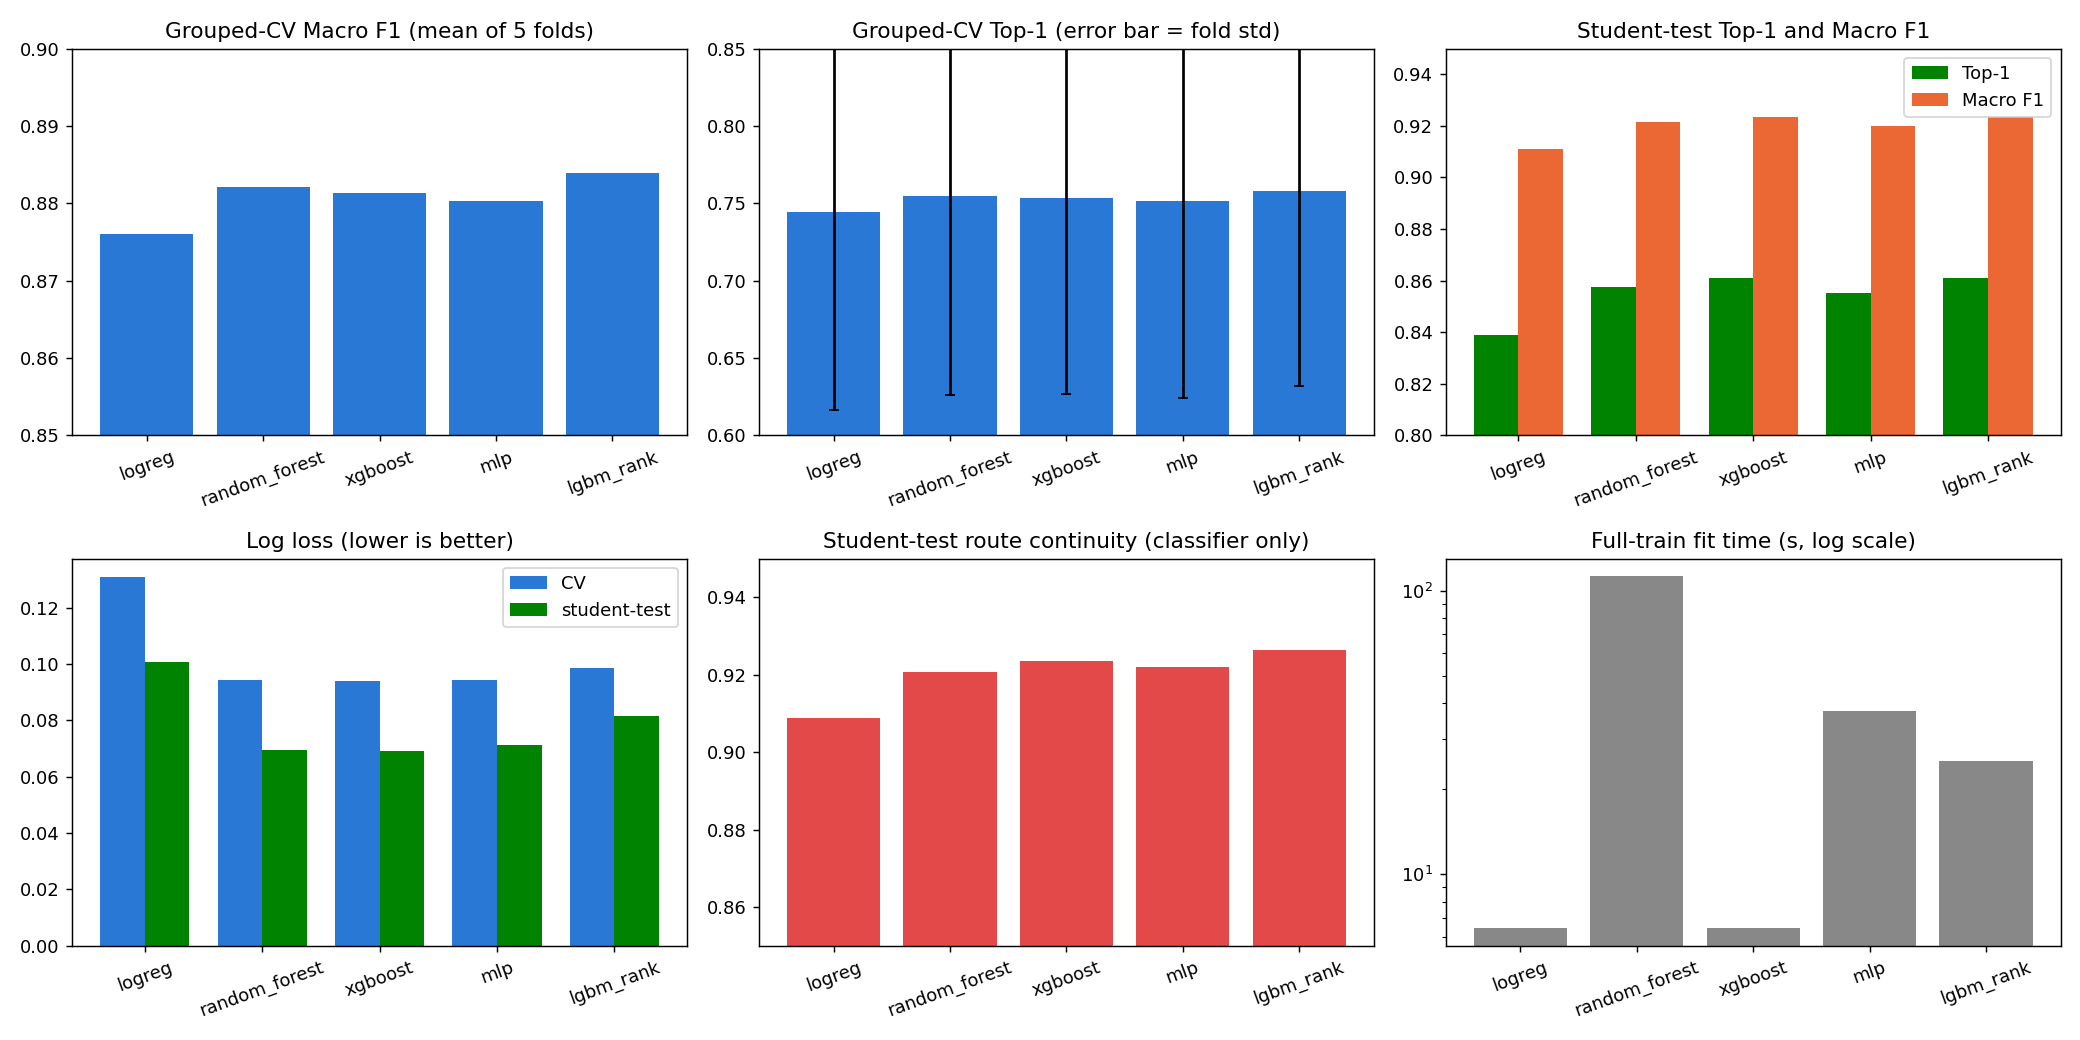 Grouped-CV Macro F1 (mean of 5 folds)
0.90
0.89
0.88
0.87
0.86
0.85
logreg
random_forest
xgboost
mlp
lgbm_rank
Grouped-CV Top-1 (error bar = fold std)
0.85
0.80
0.75
0.70
0.65
0.60
logreg
random_forest
xgboost
mlp
lgbm_rank
Student-test Top-1 and Macro F1
Top-1
Macro F1
0.94
0.92
0.90
0.88
0.86
0.84
0.82
0.80
logreg
random_forest
xgboost
mlp
lgbm_rank
Log loss (lower is better)
CV
student-test
0.12
0.10
0.08
0.06
0.04
0.02
0.00
logreg
random_forest
xgboost
mlp
lgbm_rank
Student-test route continuity (classifier only)
0.94
0.92
0.90
0.88
0.86
logreg
random_forest
xgboost
mlp
lgbm_rank
Full-train fit time (s, log scale)
10²
10¹
logreg
random_forest
xgboost
mlp
lgbm_rank